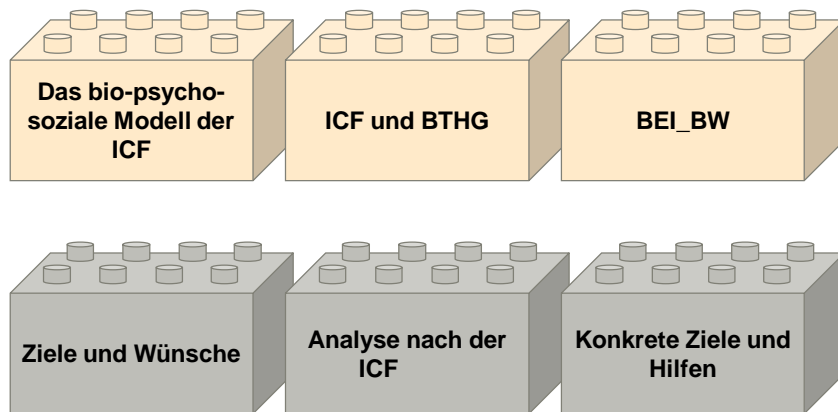 Das bio-psycho-
soziale Modell der
ICF
ICF und BTHG
BEI_BW
Ziele und Wünsche
Analyse nach der
ICF
Konkrete Ziele und
Hilfen